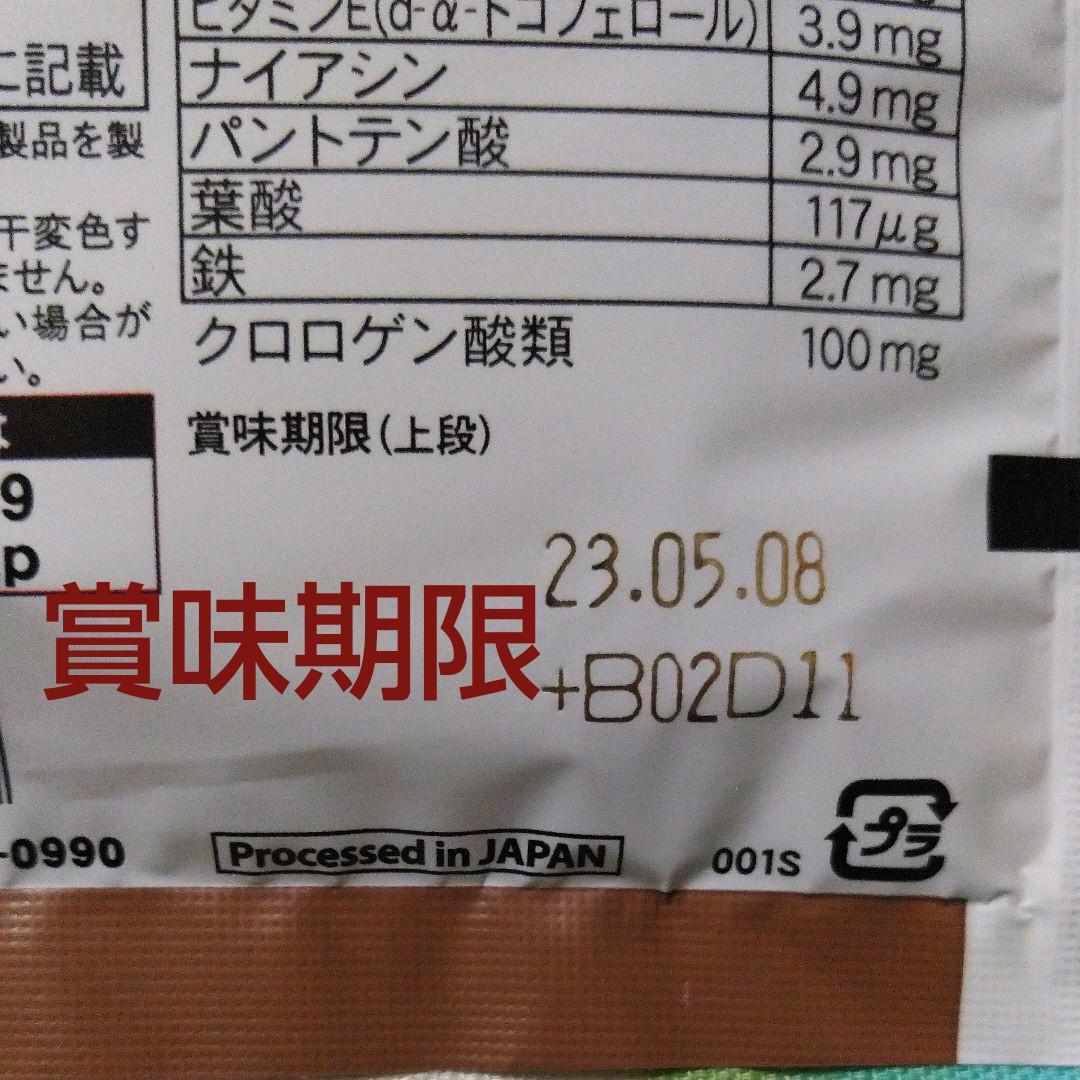 ビタミンE(d-α-トコフェロール) 3.9mg
ナイアシン 4.9mg
パントテン酸 2.9mg
葉酸 117μg
鉄 2.7mg
クロロゲン酸類 100mg
に記載
製品を製
干変色す
ません。
い場合が
い。
賞味期限(上段)
9
p
23.05.08
賞味期限
+B02D11
-0990
Processed in JAPAN
001S
プラ